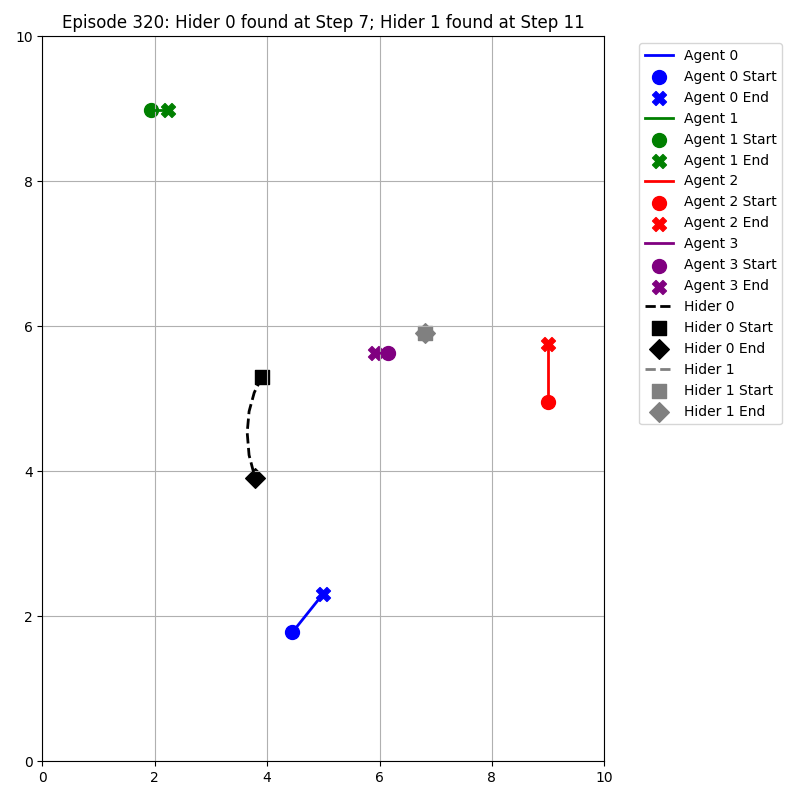 Episode 320: Hider 0 found at Step 7; Hider 1 found at Step 11
10
8
6
4
2
0
0 2 4 6 8 10
Agent 0
Agent 0 Start
Agent 0 End
Agent 1
Agent 1 Start
Agent 1 End
Agent 2
Agent 2 Start
Agent 2 End
Agent 3
Agent 3 Start
Agent 3 End
Hider 0
Hider 0 Start
Hider 0 End
Hider 1
Hider 1 Start
Hider 1 End